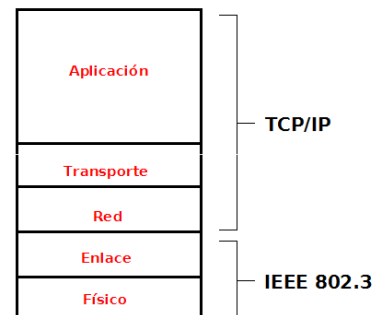 Aplicación
TCP/IP
Transporte
Red
Enlace
IEEE 802.3
Físico